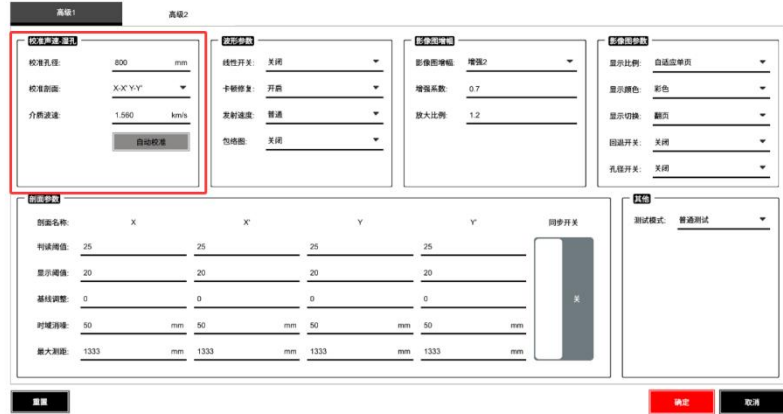 高级1
高级2
校准声速-湿孔
校准孔径: 800 mm
校准剖面: X-X' Y-Y'
介质波速: 1.560 km/s
自动校准
波形参数
线性开关: 关闭
卡顿修复: 开启
发射速度: 普通
包络图: 关闭
影像图增幅
影像图增幅: 增强2
增强系数: 0.7
放大比例: 1.2
影像图参数
显示比例: 自适应单页
显示颜色: 彩色
显示切换: 翻页
回退开关: 关闭
孔径开关: 关闭
剖面参数
剖面名称: X X' Y Y' 同步开关
判读阈值: 25 25 25 25
显示阈值: 20 20 20 20
基线调整: 0 0 0 0
关
时域消噪: 50 mm 50 mm 50 mm 50 mm
最大测距: 1333 mm 1333 mm 1333 mm 1333 mm
其他
测试模式: 普通测试
重置
确定
取消